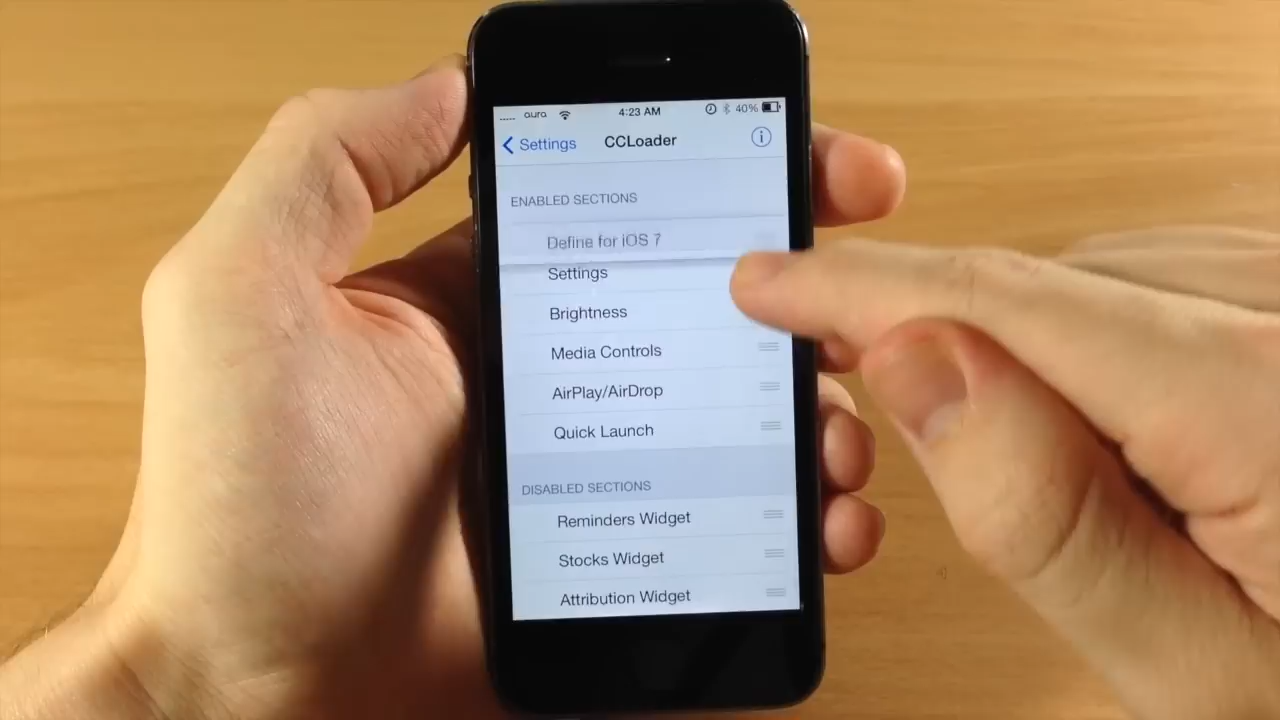 aura 4:23 AM 40%
Settings CCLoader
ENABLED SECTIONS
Define for iOS 7
Settings
Brightness
Media Controls
AirPlay/AirDrop
Quick Launch
DISABLED SECTIONS
Reminders Widget
Stocks Widget
Attribution Widget